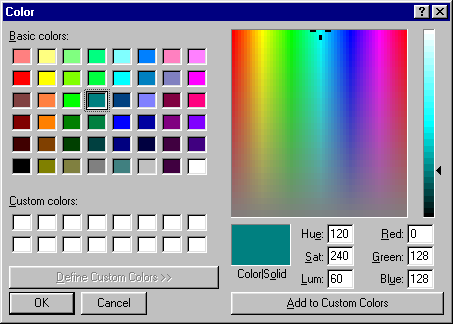 Color
Basic colors:
Custom colors:
Define Custom Colors >>
OK Cancel
Color|Solid
Hue: 120 Red: 0
Sat: 240 Green: 128
Lum: 60 Blue: 128
Add to Custom Colors